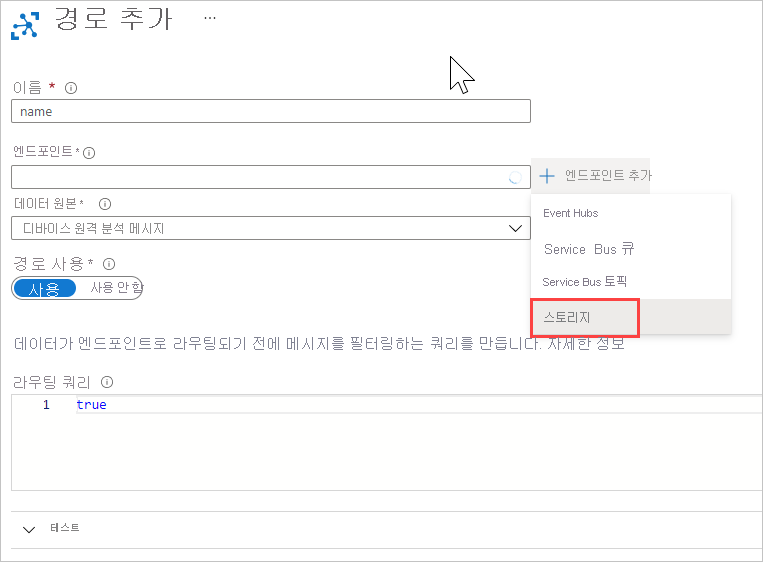 경로 추가 ...
이름 *
name
엔드포인트 *
엔드포인트 추가
Event Hubs
Service Bus 큐
Service Bus 토픽
스토리지
데이터 원본 *
디바이스 원격 분석 메시지
경로 사용 *
사용 사용 안 함
데이터가 엔드포인트로 라우팅되기 전에 메시지를 필터링하는 쿼리를 만듭니다. 자세한 정보
라우팅 쿼리
1 true
테스트